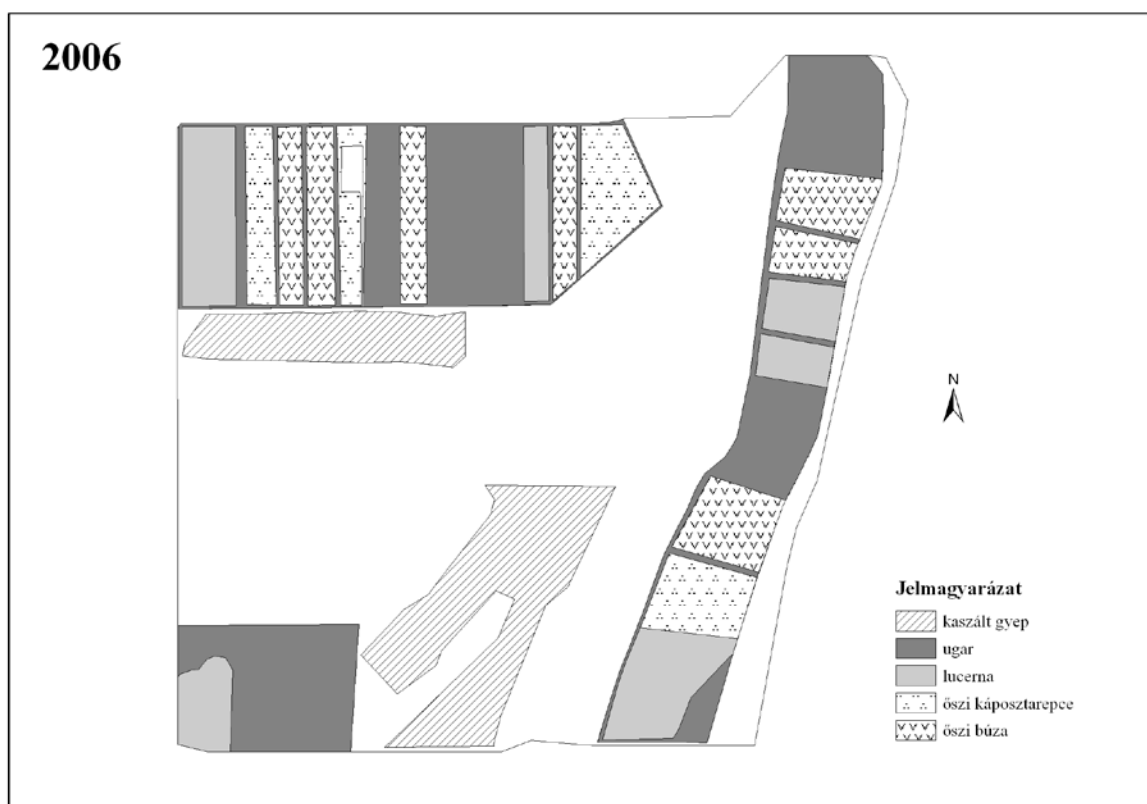 2006
N
Jelmagyarázat
kaszált gyep
ugar
lucerna
őszi káposztarepce
őszi búza